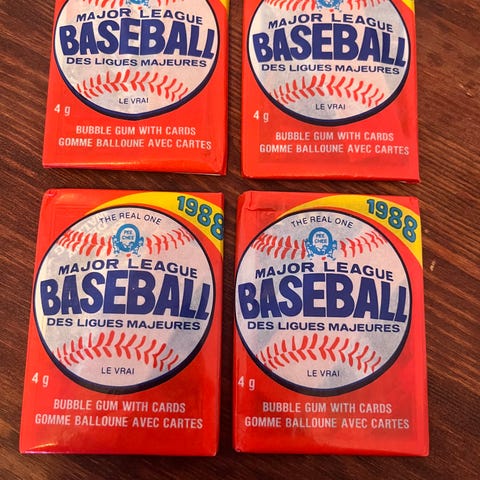 MAJOR LEAGUE
BASEBALL
DES LIGUES MAJEURES
LE VRAI
4 g
BUBBLE GUM WITH CARDS
GOMME BALLOUNE AVEC CARTES
MAJOR LEAGUE
BASEBALL
DES LIGUES MAJEURES
LE VRAI
4 g
BUBBLE GUM WITH CARDS
GOMME BALLOUNE AVEC CARTES
1988
THE REAL ONE
PEE
CHEE
MAJOR LEAGUE
BASEBALL
DES LIGUES MAJEURES
LE VRAI
4 g
BUBBLE GUM WITH CARDS
GOMME BALLOUNE AVEC CARTES
1988
THE REAL ONE
PEE
CHEE
MAJOR LEAGUE
BASEBALL
DES LIGUES MAJEURES
LE VRAI
4 g
BUBBLE GUM WITH CARDS
GOMME BALLOUNE AVEC CARTES